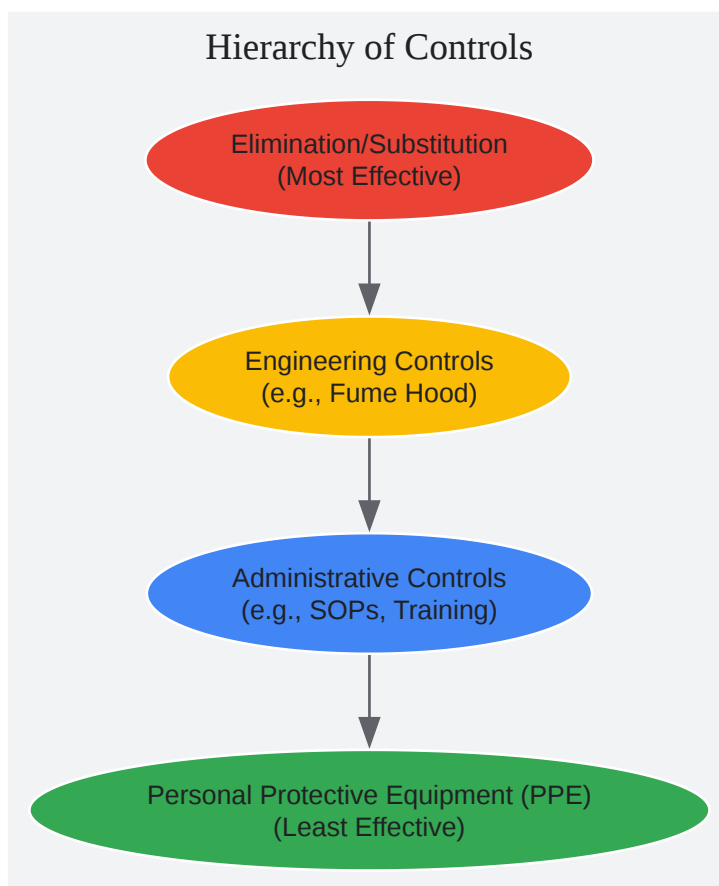 Hierarchy of Controls
Elimination/Substitution
(Most Effective)
Engineering Controls
(e.g., Fume Hood)
Administrative Controls
(e.g., SOPs, Training)
Personal Protective Equipment (PPE)
(Least Effective)